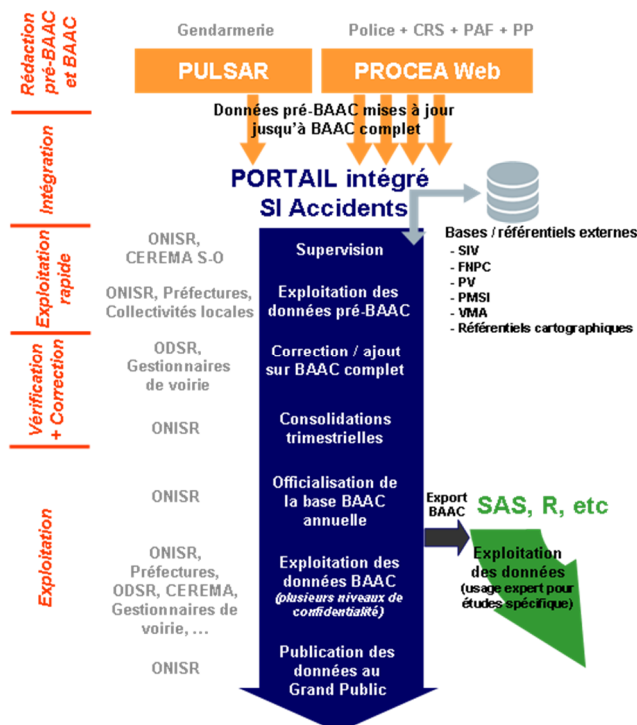 Rédaction
pré-BAAC
et BAAC
Gendarmerie
Police + CRS + PAF + PP
PULSAR
PROCEA Web
Données pré-BAAC mises à jour
jusqu'à BAAC complet
Intégration
PORTAIL intégré
SI Accidents
Bases / référentiels externes
- SIV
- FNPC
- PV
- PMSI
- VMA
- Référentiels cartographiques
Exploitation
rapide
ONISR,
CEREMA S-O
Supervision
ONISR, Préfectures,
Collectivités locales
Exploitation des
données pré-BAAC
Vérification
+ Correction
ODSR,
Gestionnaires
de voirie
Correction / ajout
sur BAAC complet
ONISR
Consolidations
trimestrielles
Exploitation
ONISR
Officialisation de
la base BAAC
annuelle
Export
BAAC
SAS, R, etc
Exploitation
des données
(usage expert pour
études spécifique)
ONISR,
Préfectures,
ODSR, CEREMA,
Gestionnaires de
voirie, ...
Exploitation des
données BAAC
(plusieurs niveaux de
confidentialité)
ONISR
Publication des
données au
Grand Public